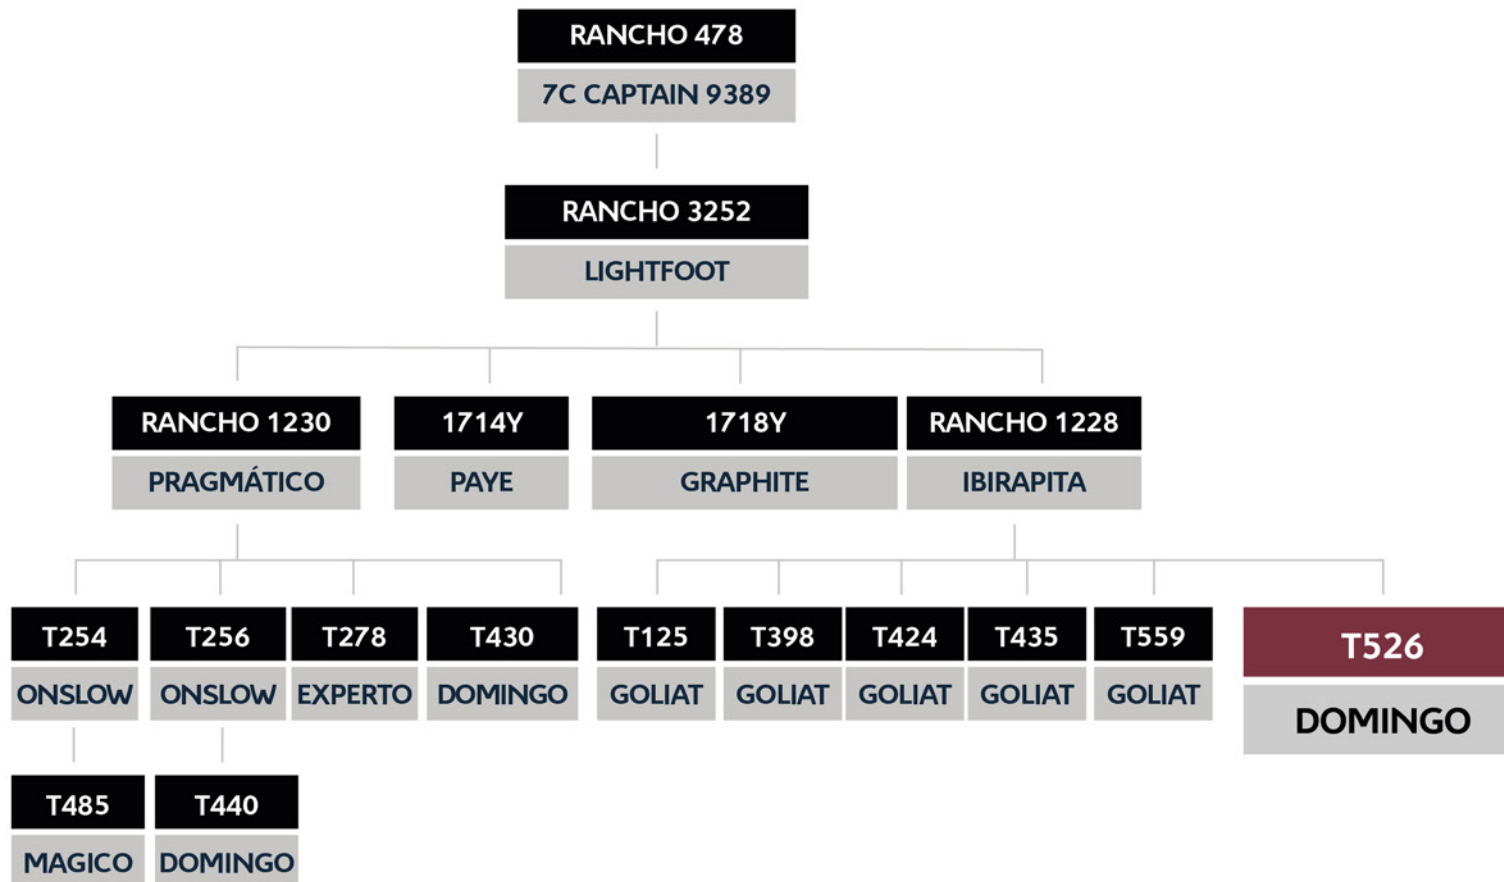 RANCHO 478
7C CAPTAIN 9389
RANCHO 3252
LIGHTFOOT
RANCHO 1230
PRAGMÁTICO
1714Y
PAYE
1718Y
GRAPHITE
RANCHO 1228
IBIRAPITA
T254
ONSLOW
T256
ONSLOW
T278
EXPERTO
T430
DOMINGO
T125
GOLIAT
T398
GOLIAT
T424
GOLIAT
T435
GOLIAT
T559
GOLIAT
T526
DOMINGO
T485
MAGICO
T440
DOMINGO